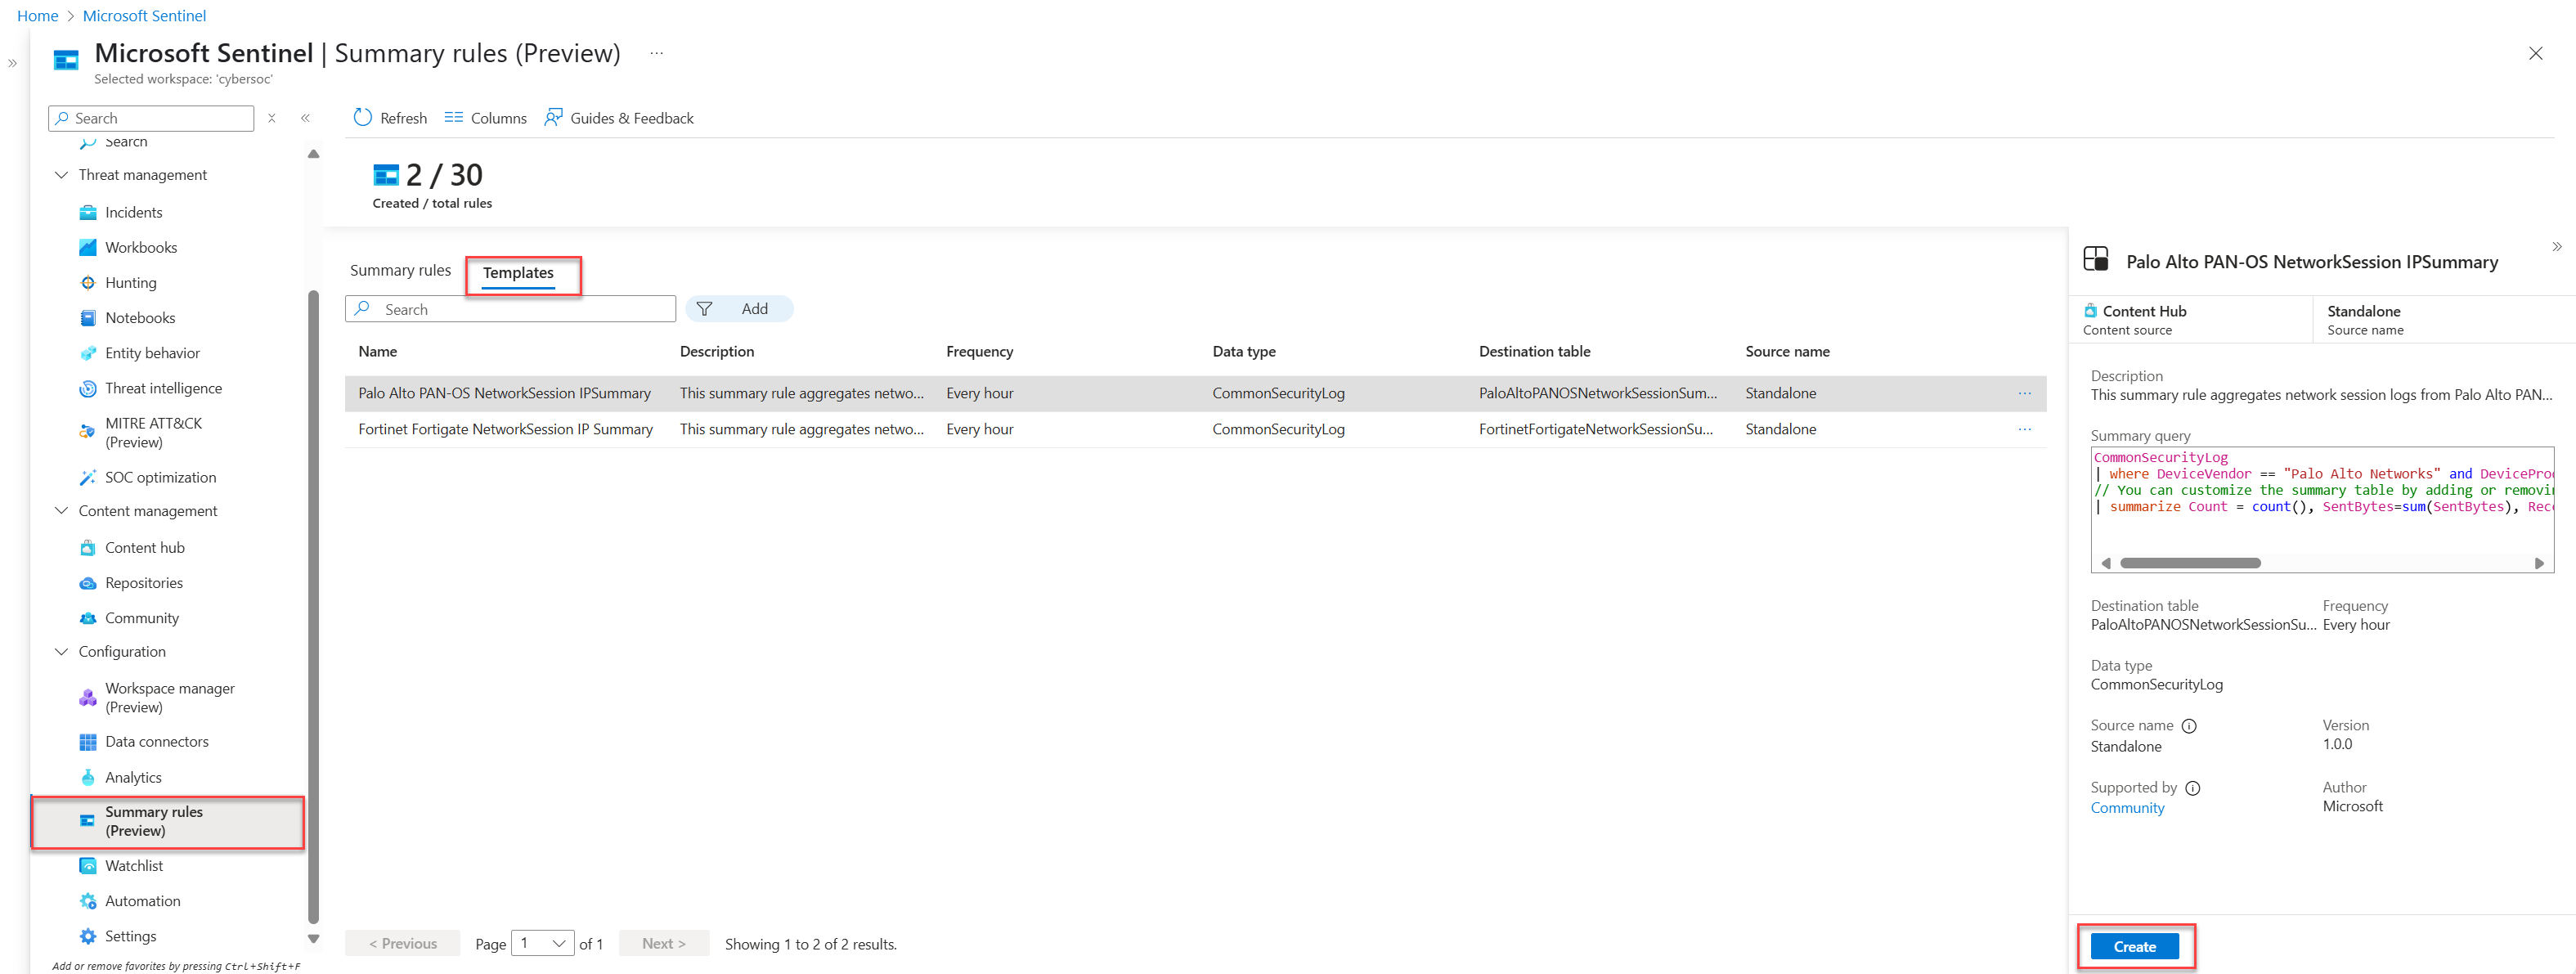 Home > Microsoft Sentinel
Microsoft Sentinel | Summary rules (Preview) ...
Selected workspace: 'cybersoc'
Search
Refresh Columns Guides & Feedback
Search
Threat management
Incidents
Workbooks
Hunting
Notebooks
Entity behavior
Threat intelligence
MITRE ATT&CK
(Preview)
SOC optimization
Content management
Content hub
Repositories
Community
Configuration
Workspace manager
(Preview)
Data connectors
Analytics
Summary rules
(Preview)
Watchlist
Automation
Settings
Add or remove favorites by pressing Ctrl+Shift+F
2 / 30
Created / total rules
Summary rules Templates
Search Add
Name Description Frequency Data type Destination table Source name
Palo Alto PAN-OS NetworkSession IPSummary This summary rule aggregates netwo... Every hour CommonSecurityLog PaloAltoPANOSNetworkSessionSum... Standalone ...
Fortinet Fortigate NetworkSession IP Summary This summary rule aggregates netwo... Every hour CommonSecurityLog FortinetFortigateNetworkSessionSu... Standalone ...
< Previous Page 1 of 1 Next > Showing 1 to 2 of 2 results.
Palo Alto PAN-OS NetworkSession IPSummary
Content Hub Standalone
Content source Source name
Description
This summary rule aggregates network session logs from Palo Alto PAN...
Summary query
CommonSecurityLog
| where DeviceVendor == "Palo Alto Networks" and DeviceProd
// You can customize the summary table by adding or removin
| summarize Count = count(), SentBytes=sum(SentBytes), Rece
Destination table Frequency
PaloAltoPANOSNetworkSessionSu... Every hour
Data type
CommonSecurityLog
Source name Version
Standalone 1.0.0
Supported by Author
Community Microsoft
Create